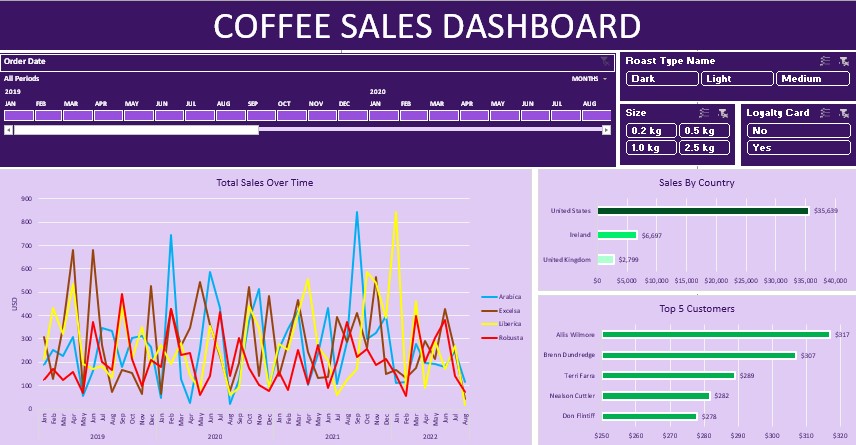 COFFEE SALES DASHBOARD
Order Date
All Periods
MONTHS
2019 2020
JAN FEB MAR APR MAY JUN JUL AUG SEP OCT NOV DEC JAN FEB MAR APR MAY JUN JUL AUG
Roast Type Name
Dark Light Medium
Size
0.2 kg 0.5 kg
1.0 kg 2.5 kg
Loyalty Card
No
Yes
Total Sales Over Time
900
800
700
600
500
400
300
200
100
0
USD
Jan Feb Mar Apr May Jun Jul Aug Sep Oct Nov Dec Jan Feb Mar Apr May Jun Jul Aug Sep Oct Nov Dec Jan Feb Mar Apr May Jun Jul Aug Sep Oct Nov Dec Jan Feb Mar Apr May Jun Jul Aug
2019 2020 2021 2022
Arabica
Excelsa
Liberica
Robusta
Sales By Country
United States $35,639
Ireland $6,697
United Kingdom $2,799
$0 $5,000 $10,000 $15,000 $20,000 $25,000 $30,000 $35,000 $40,000
Top 5 Customers
Allis Wilmore $317
Brenn Dundredge $307
Terri Farra $289
Nealson Cuttler $282
Don Flintiff $278
$250 $260 $270 $280 $290 $300 $310 $320